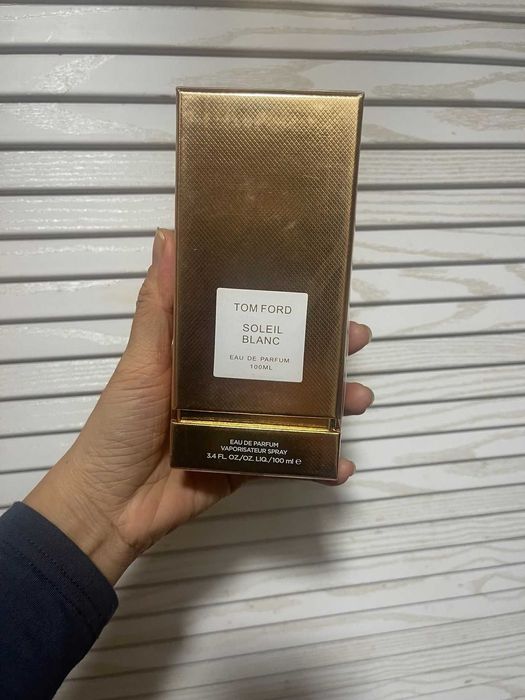 TOM FORD
SOLEIL
BLANC
EAU DE PARFUM
100ML
EAU DE PARFUM
VAPORISATEUR SPRAY
3.4 FL. OZ./OZ. LIQ./100 ml ℮